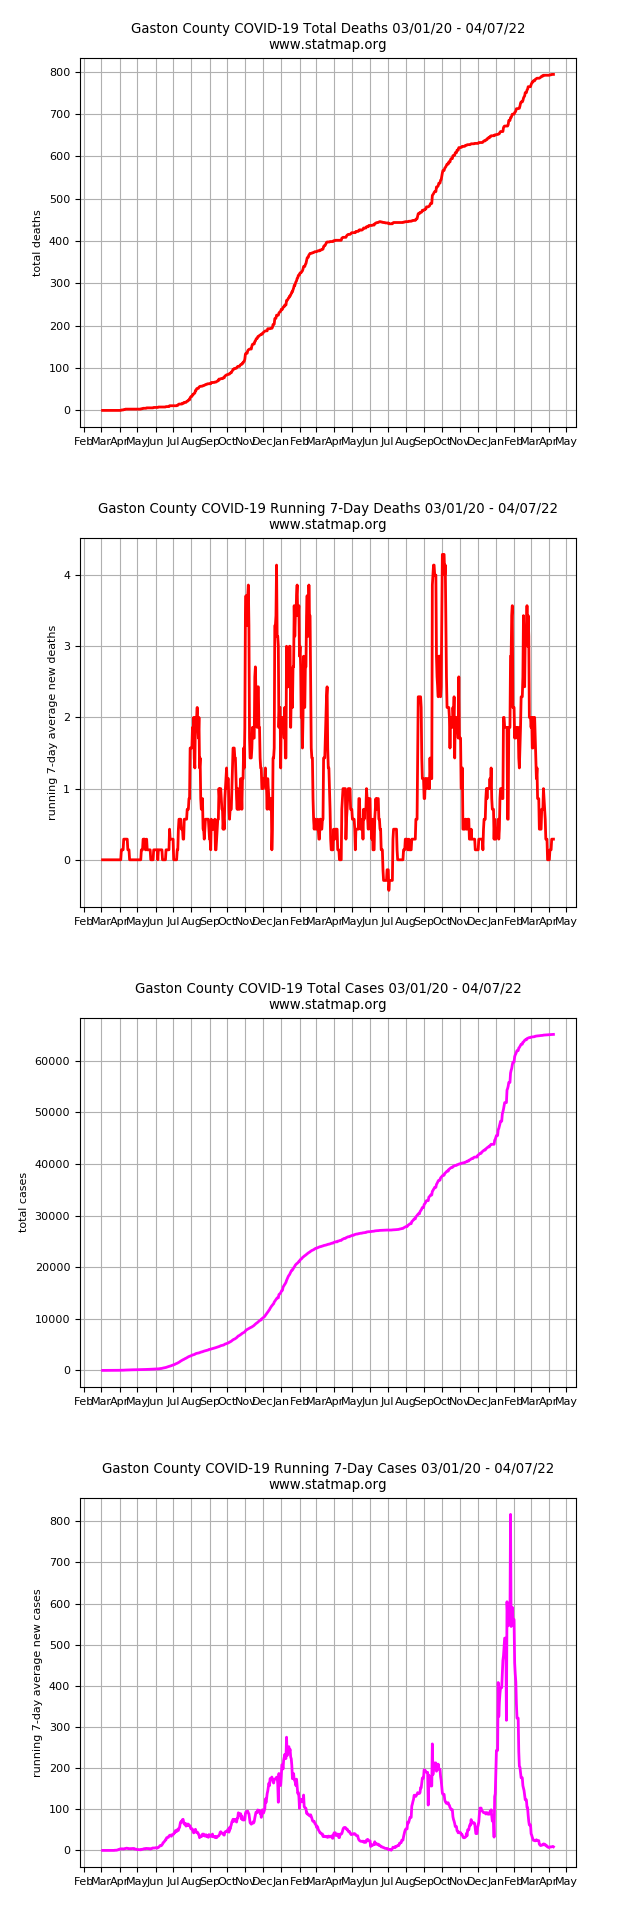 Gaston County COVID-19 Total Deaths 03/01/20 - 04/07/22
www.statmap.org
800
700
600
500
400
300
200
100
0
total deaths
Feb Mar Apr May Jun Jul Aug Sep Oct Nov Dec Jan Feb Mar Apr May Jun Jul Aug Sep Oct Nov Dec Jan Feb Mar Apr May
Gaston County COVID-19 Running 7-Day Deaths 03/01/20 - 04/07/22
www.statmap.org
4
3
2
1
0
running 7-day average new deaths
Feb Mar Apr May Jun Jul Aug Sep Oct Nov Dec Jan Feb Mar Apr May Jun Jul Aug Sep Oct Nov Dec Jan Feb Mar Apr May
Gaston County COVID-19 Total Cases 03/01/20 - 04/07/22
www.statmap.org
60000
50000
40000
30000
20000
10000
0
total cases
Feb Mar Apr May Jun Jul Aug Sep Oct Nov Dec Jan Feb Mar Apr May Jun Jul Aug Sep Oct Nov Dec Jan Feb Mar Apr May
Gaston County COVID-19 Running 7-Day Cases 03/01/20 - 04/07/22
www.statmap.org
800
700
600
500
400
300
200
100
0
running 7-day average new cases
Feb Mar Apr May Jun Jul Aug Sep Oct Nov Dec Jan Feb Mar Apr May Jun Jul Aug Sep Oct Nov Dec Jan Feb Mar Apr May